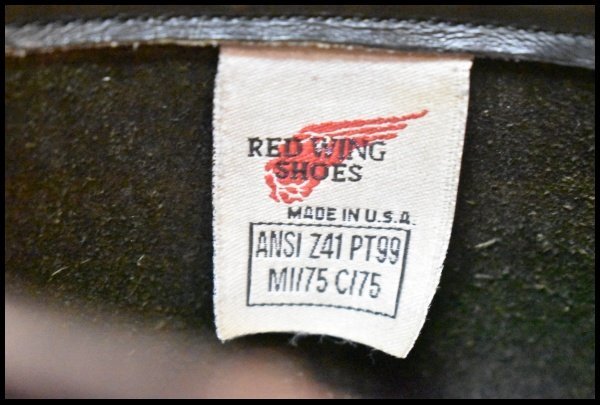 RED WING
SHOES
MADE IN U.S.A.
ANSI Z41 PT99
MI/75 C/75